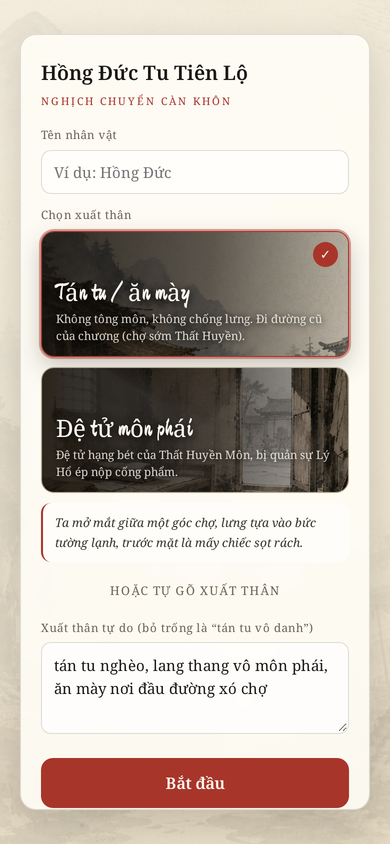 Hồng Đức Tu Tiên Lộ
NGHỊCH CHUYỂN CÀN KHÔN
Tên nhân vật
Ví dụ: Hồng Đức
Chọn xuất thân
✓
Tán tu / ăn mày
Không tông môn, không chống lưng. Đi đường cũ
của chương (chợ sớm Thất Huyền).
Đệ tử môn phái
Đệ tử hạng bét của Thất Huyền Môn, bị quản sự Lý
Hổ ép nộp cống phẩm.
Ta mở mắt giữa một góc chợ, lưng tựa vào bức
tường lạnh, trước mặt là mấy chiếc sọt rách.
HOẶC TỰ GÕ XUẤT THÂN
Xuất thân tự do (bỏ trống là “tán tu vô danh”)
tán tu nghèo, lang thang vô môn phái,
ăn mày nơi đầu đường xó chợ
Bắt đầu